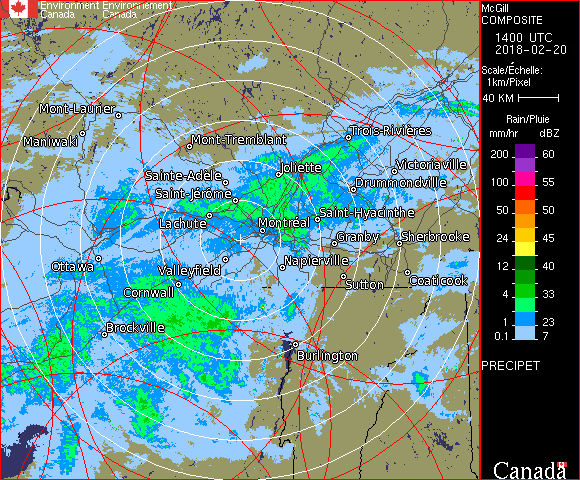 Environment Environnement
Canada Canada
McGill
COMPOSITE
1400 UTC
2018-02-20
Scale/Échelle:
1km/Pixel
40 KM
Rain/Pluie
mm/hr dBZ
200 60
100 55
50 50
24 45
12 40
4 33
1 23
0.1 7
PRECIPET
Mont-Laurier
Maniwaki
Mont-Tremblant
Trois-Rivières
Sainte-Adèle
Joliette
Victoriaville
Saint-Jérôme
Drummondville
Lachute
Montréal
Saint-Hyacinthe
Granby
Sherbrooke
Ottawa
Valleyfield
Napierville
Cornwall
Sutton
Coaticook
Brockville
Burlington
Canada